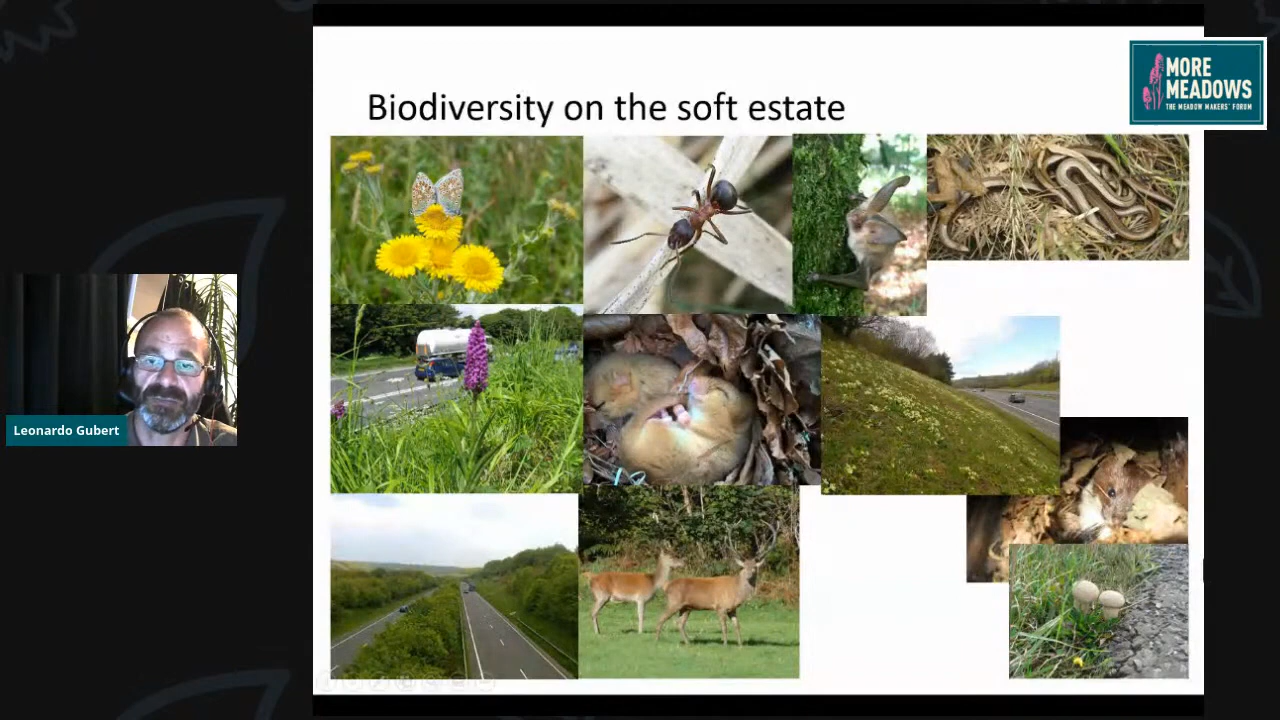 Biodiversity on the soft estate
MORE
MEADOWS
THE MEADOW MAKERS' FORUM
Leonardo Gubert